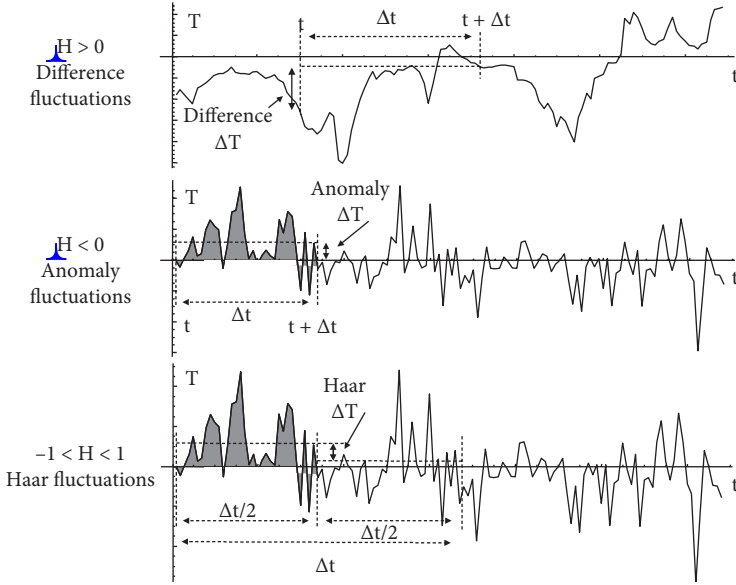 T
t
Δt
t + Δt
H > 0
Difference
fluctuations
t
Difference
ΔT
T
Anomaly
ΔT
H < 0
Anomaly
fluctuations
t
Δt
t
t + Δt
T
Haar
ΔT
–1 < H < 1
Haar fluctuations
t
Δt/2
Δt/2
Δt